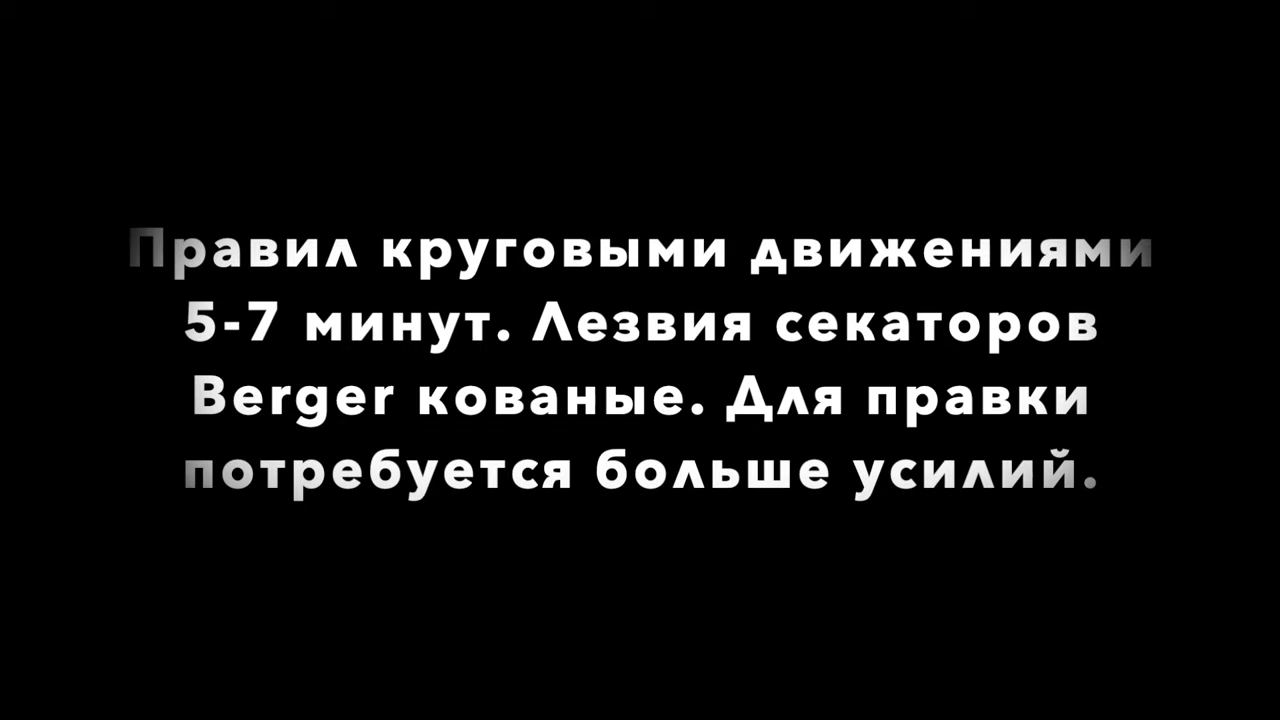 Правил круговыми движениями
5-7 минут. Лезвия секаторов
Berger кованые. Для правки
потребуется больше усилий.